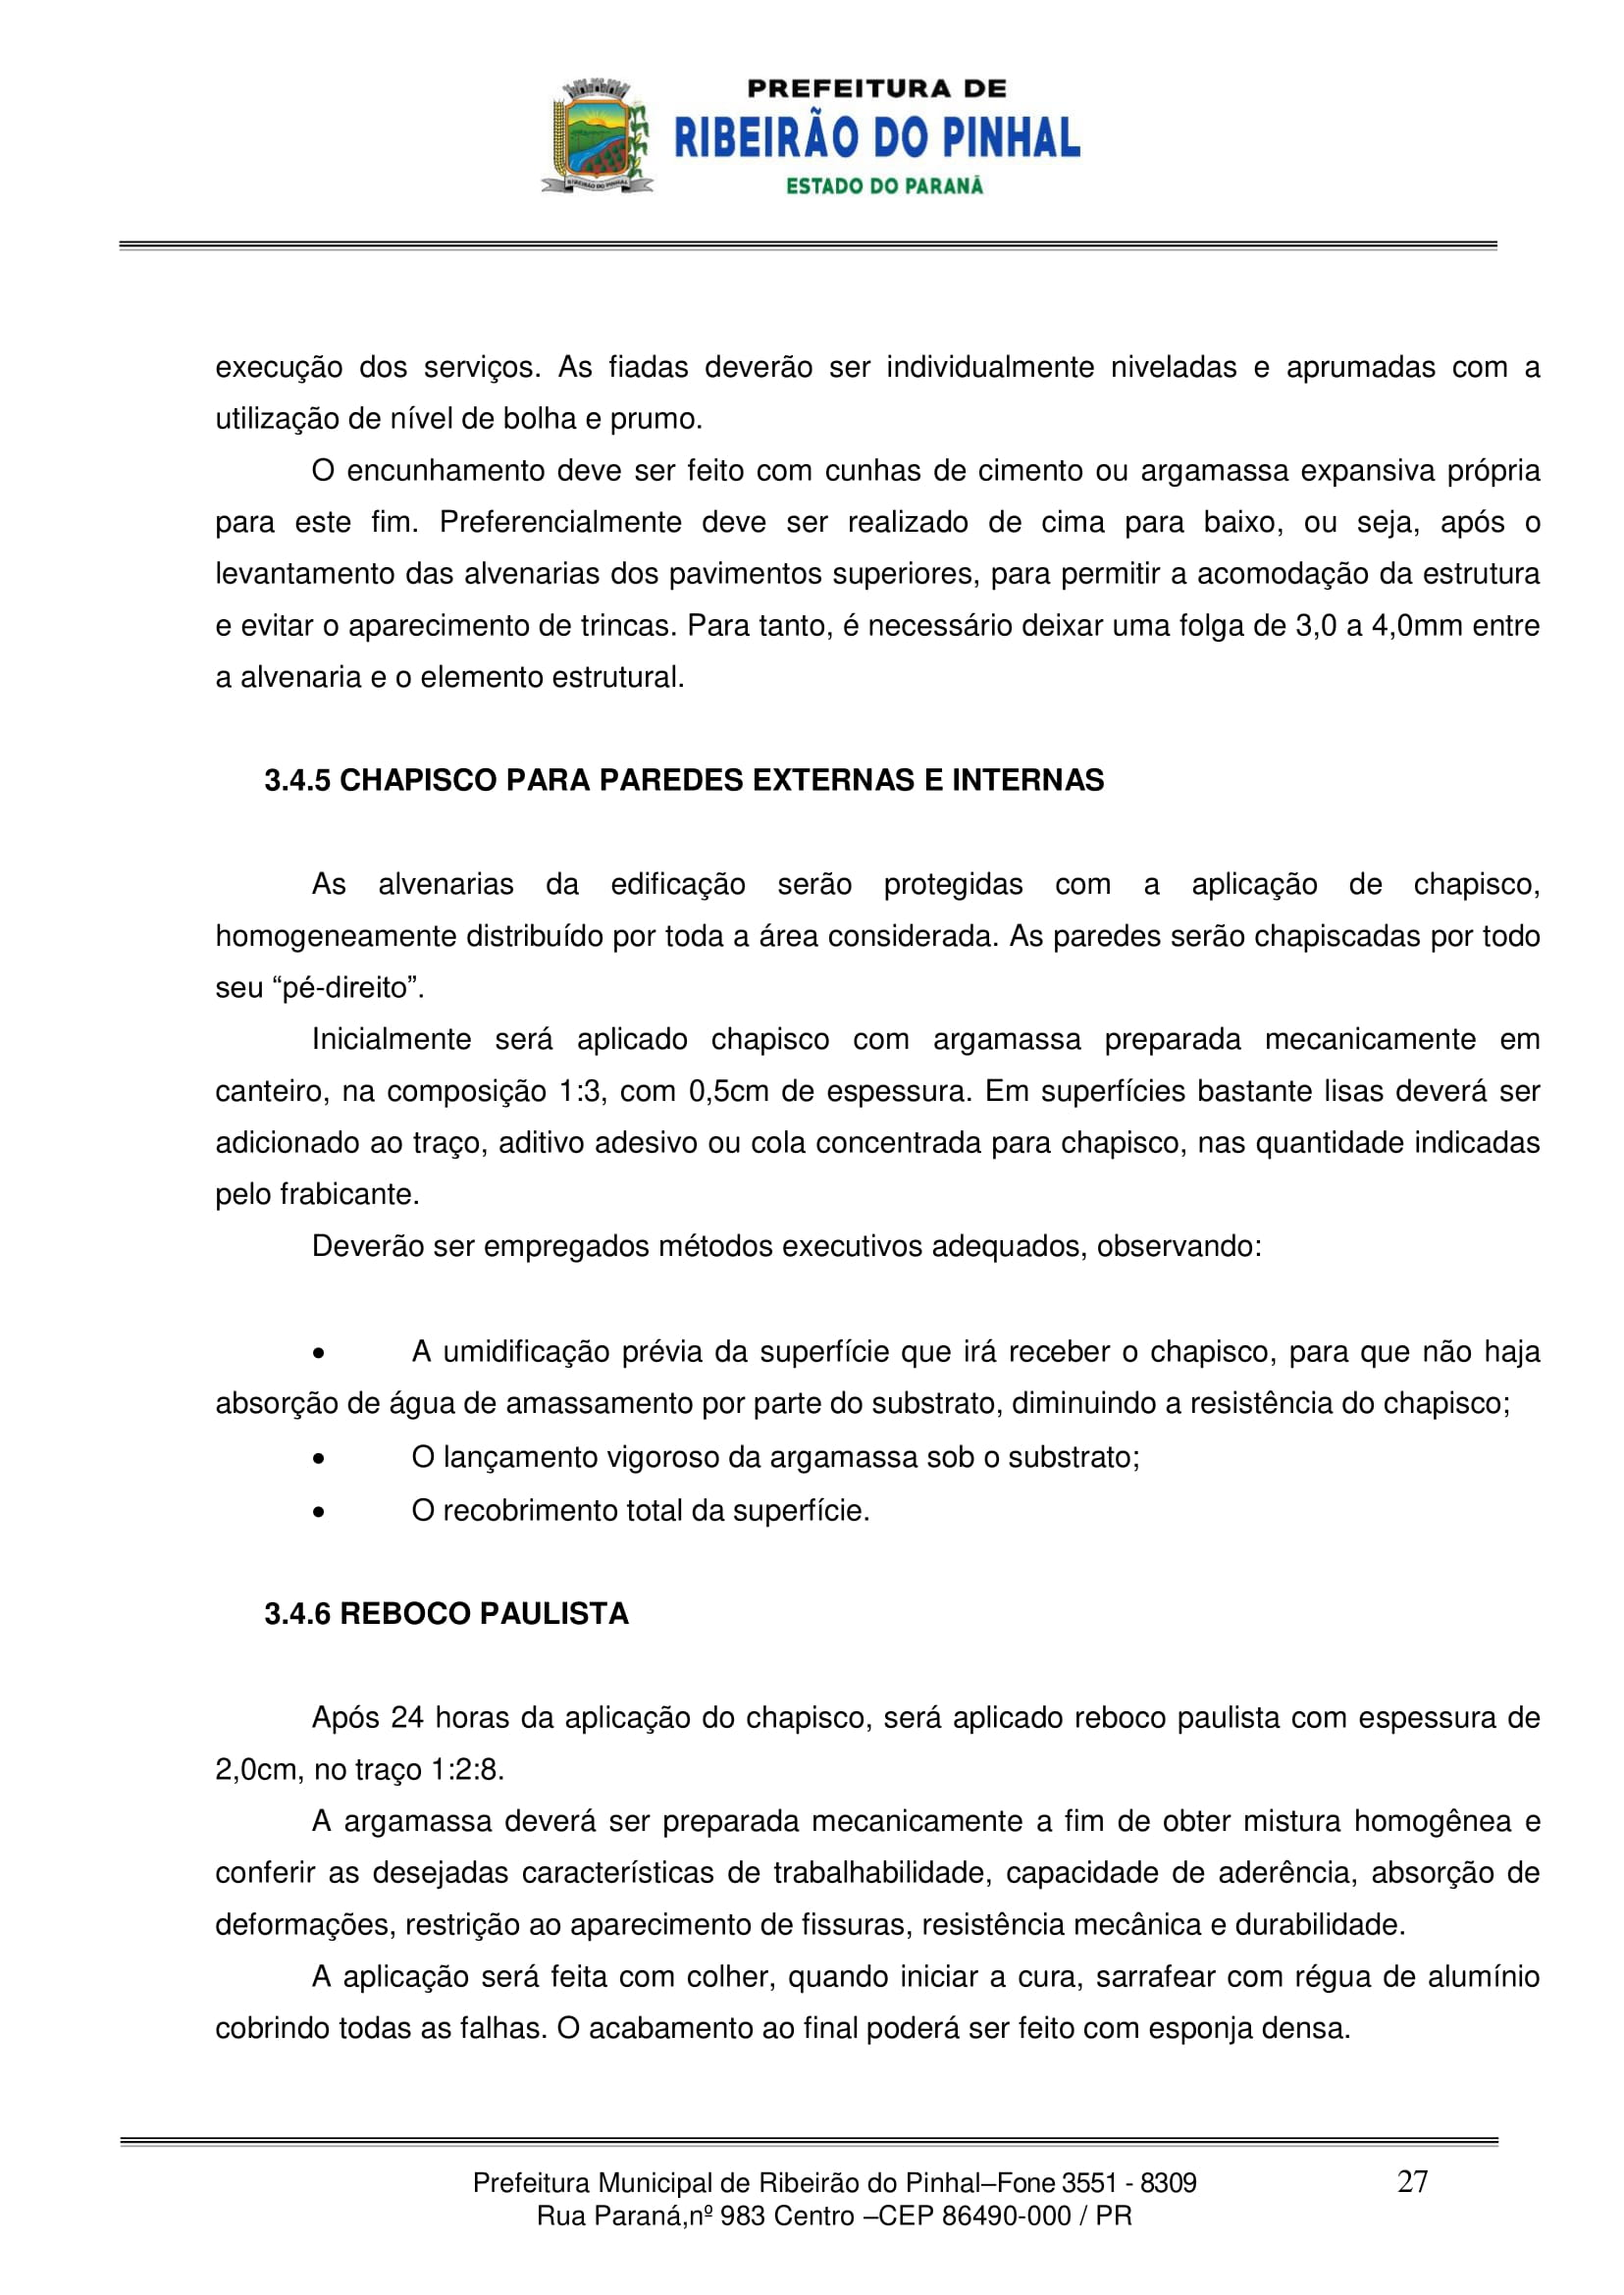 PREFEITURA DE
RIBEIRÃO DO PINHAL
ESTADO DO PARANÁ
RIBEIRÃO DO PINHAL
execução dos serviços. As fiadas deverão ser individualmente niveladas e aprumadas com a
utilização de nível de bolha e prumo.
O encunhamento deve ser feito com cunhas de cimento ou argamassa expansiva própria
para este fim. Preferencialmente deve ser realizado de cima para baixo, ou seja, após o
levantamento das alvenarias dos pavimentos superiores, para permitir a acomodação da estrutura
e evitar o aparecimento de trincas. Para tanto, é necessário deixar uma folga de 3,0 a 4,0mm entre
a alvenaria e o elemento estrutural.
3.4.5 CHAPISCO PARA PAREDES EXTERNAS E INTERNAS
As alvenarias da edificação serão protegidas com a aplicação de chapisco,
homogeneamente distribuído por toda a área considerada. As paredes serão chapiscadas por todo
seu “pé-direito”.
Inicialmente será aplicado chapisco com argamassa preparada mecanicamente em
canteiro, na composição 1:3, com 0,5cm de espessura. Em superfícies bastante lisas deverá ser
adicionado ao traço, aditivo adesivo ou cola concentrada para chapisco, nas quantidade indicadas
pelo frabicante.
Deverão ser empregados métodos executivos adequados, observando:
• A umidificação prévia da superfície que irá receber o chapisco, para que não haja
absorção de água de amassamento por parte do substrato, diminuindo a resistência do chapisco;
• O lançamento vigoroso da argamassa sob o substrato;
• O recobrimento total da superfície.
3.4.6 REBOCO PAULISTA
Após 24 horas da aplicação do chapisco, será aplicado reboco paulista com espessura de
2,0cm, no traço 1:2:8.
A argamassa deverá ser preparada mecanicamente a fim de obter mistura homogênea e
conferir as desejadas características de trabalhabilidade, capacidade de aderência, absorção de
deformações, restrição ao aparecimento de fissuras, resistência mecânica e durabilidade.
A aplicação será feita com colher, quando iniciar a cura, sarrafear com régua de alumínio
cobrindo todas as falhas. O acabamento ao final poderá ser feito com esponja densa.
Prefeitura Municipal de Ribeirão do Pinhal–Fone 3551 - 8309 27
Rua Paraná,nº 983 Centro –CEP 86490-000 / PR